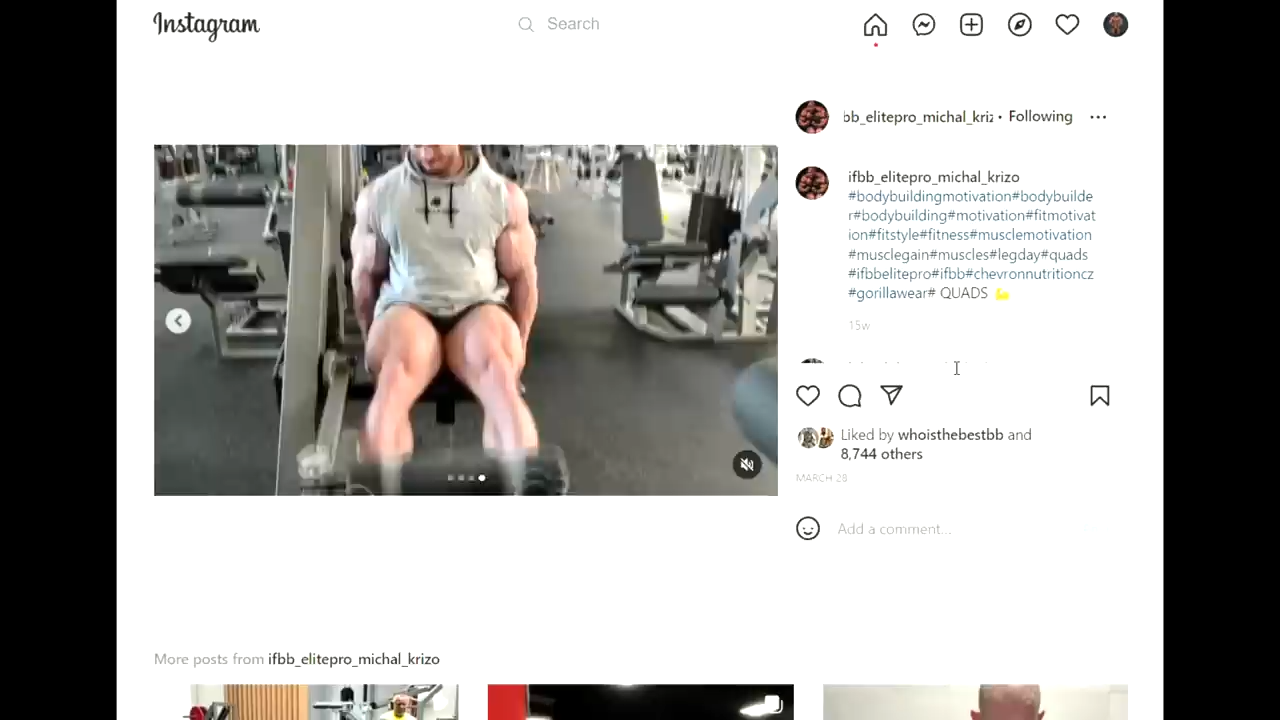 Instagram
Search
bb_elitepro_michal_kriz • Following
ifbb_elitepro_michal_krizo
#bodybuildingmotivation#bodybuilde
r#bodybuilding#motivation#fitmotivat
ion#fitstyle#fitness#musclemotivation
#musclegain#muscles#legday#quads
#ifbbelitepro#ifbb#chevronnutritioncz
#gorillawear# QUADS 💪
15w
Liked by whoisthebestbb and
8,744 others
MARCH 28
Add a comment...
More posts from ifbb_elitepro_michal_krizo